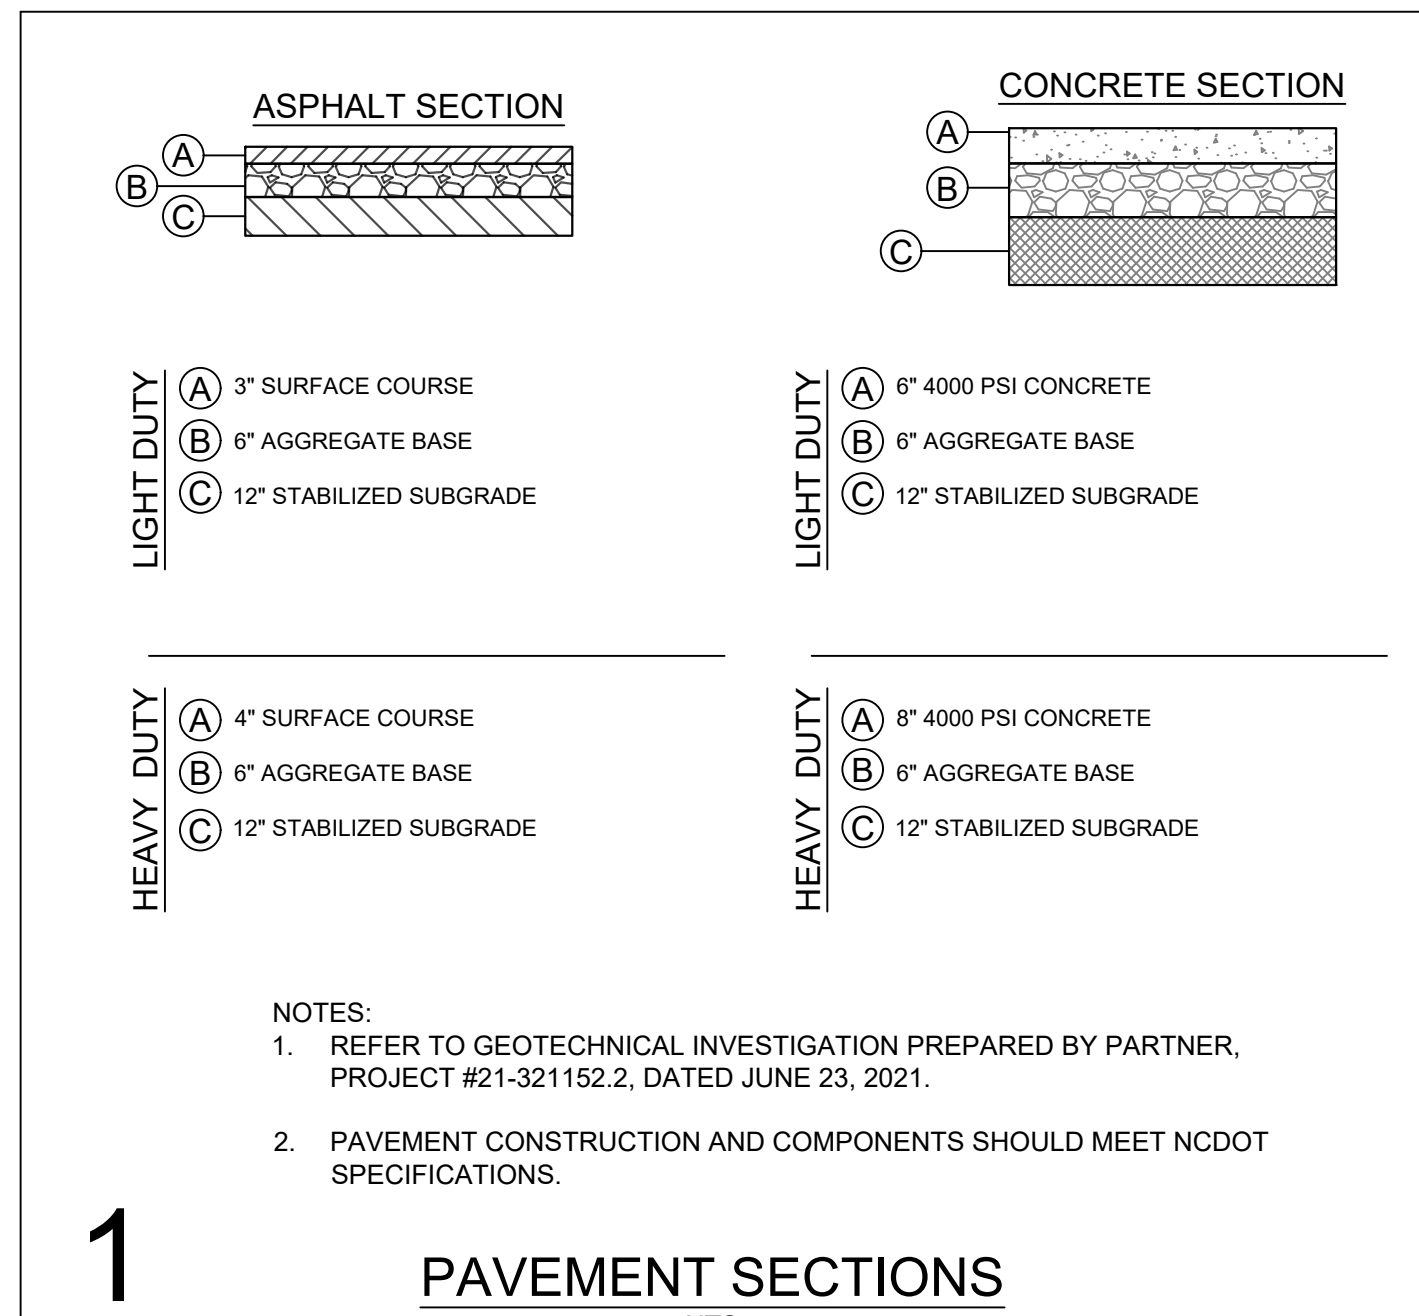 ASPHALT SECTION
A
B
C
CONCRETE SECTION
A
B
C
LIGHT DUTY
A 3" SURFACE COURSE
B 6" AGGREGATE BASE
C 12" STABILIZED SUBGRADE
LIGHT DUTY
A 6" 4000 PSI CONCRETE
B 6" AGGREGATE BASE
C 12" STABILIZED SUBGRADE
HEAVY DUTY
A 4" SURFACE COURSE
B 6" AGGREGATE BASE
C 12" STABILIZED SUBGRADE
HEAVY DUTY
A 8" 4000 PSI CONCRETE
B 6" AGGREGATE BASE
C 12" STABILIZED SUBGRADE
NOTES:
1. REFER TO GEOTECHNICAL INVESTIGATION PREPARED BY PARTNER,
PROJECT #21-321152.2, DATED JUNE 23, 2021.
2. PAVEMENT CONSTRUCTION AND COMPONENTS SHOULD MEET NCDOT
SPECIFICATIONS.
1
PAVEMENT SECTIONS